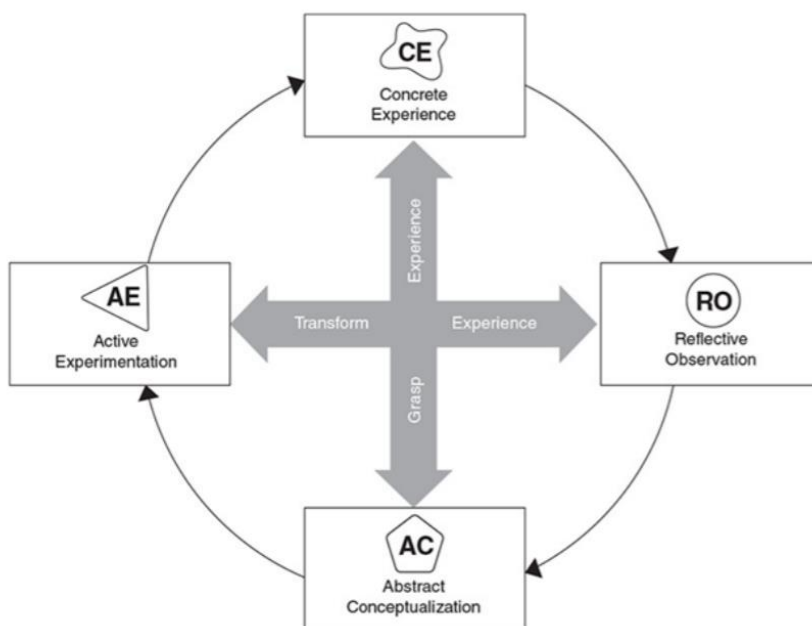 CE
Concrete
Experience
Experience
AE
Active
Experimentation
Transform
Experience
RO
Reflective
Observation
Grasp
AC
Abstract
Conceptualization